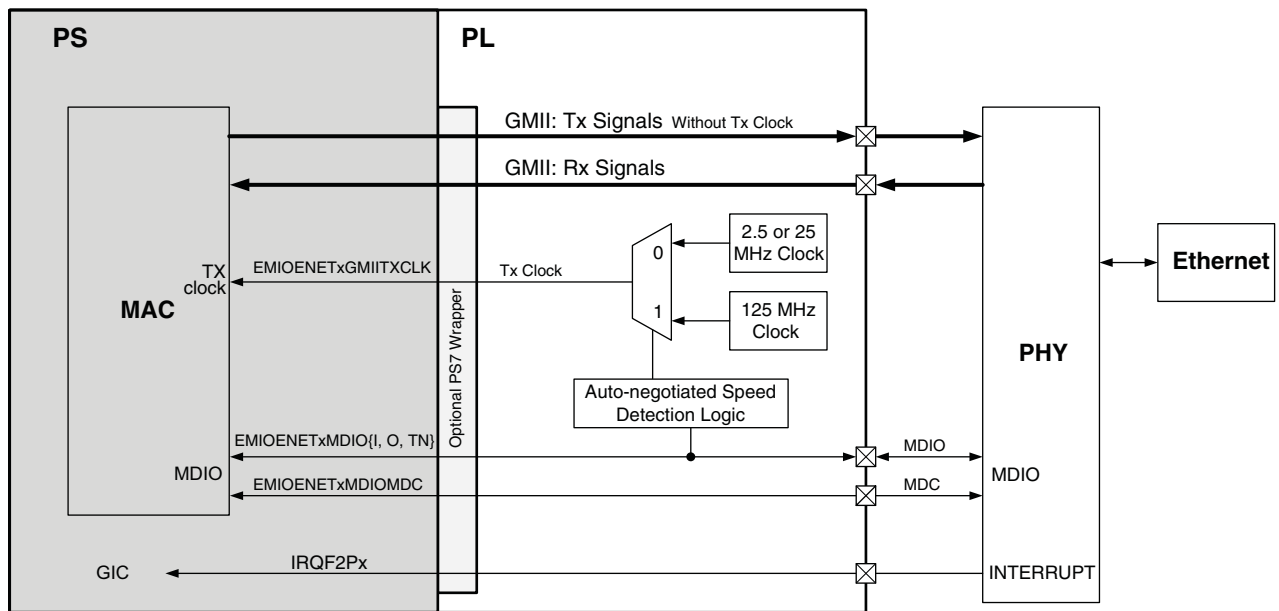 PS
PL
GMII: Tx Signals Without Tx Clock
GMII: Rx Signals
2.5 or 25
MHz Clock
0
EMIOENETxGMIITXCLK
Tx Clock
TX
clock
MAC
1
125 MHz
Clock
Ethernet
PHY
Optional PS7 Wrapper
Auto-negotiated Speed
Detection Logic
EMIOENETxMDIO{I, O, TN}
MDIO
MDIO
MDIO
EMIOENETxMDIOMDC
MDC
GIC
IRQF2Px
INTERRUPT